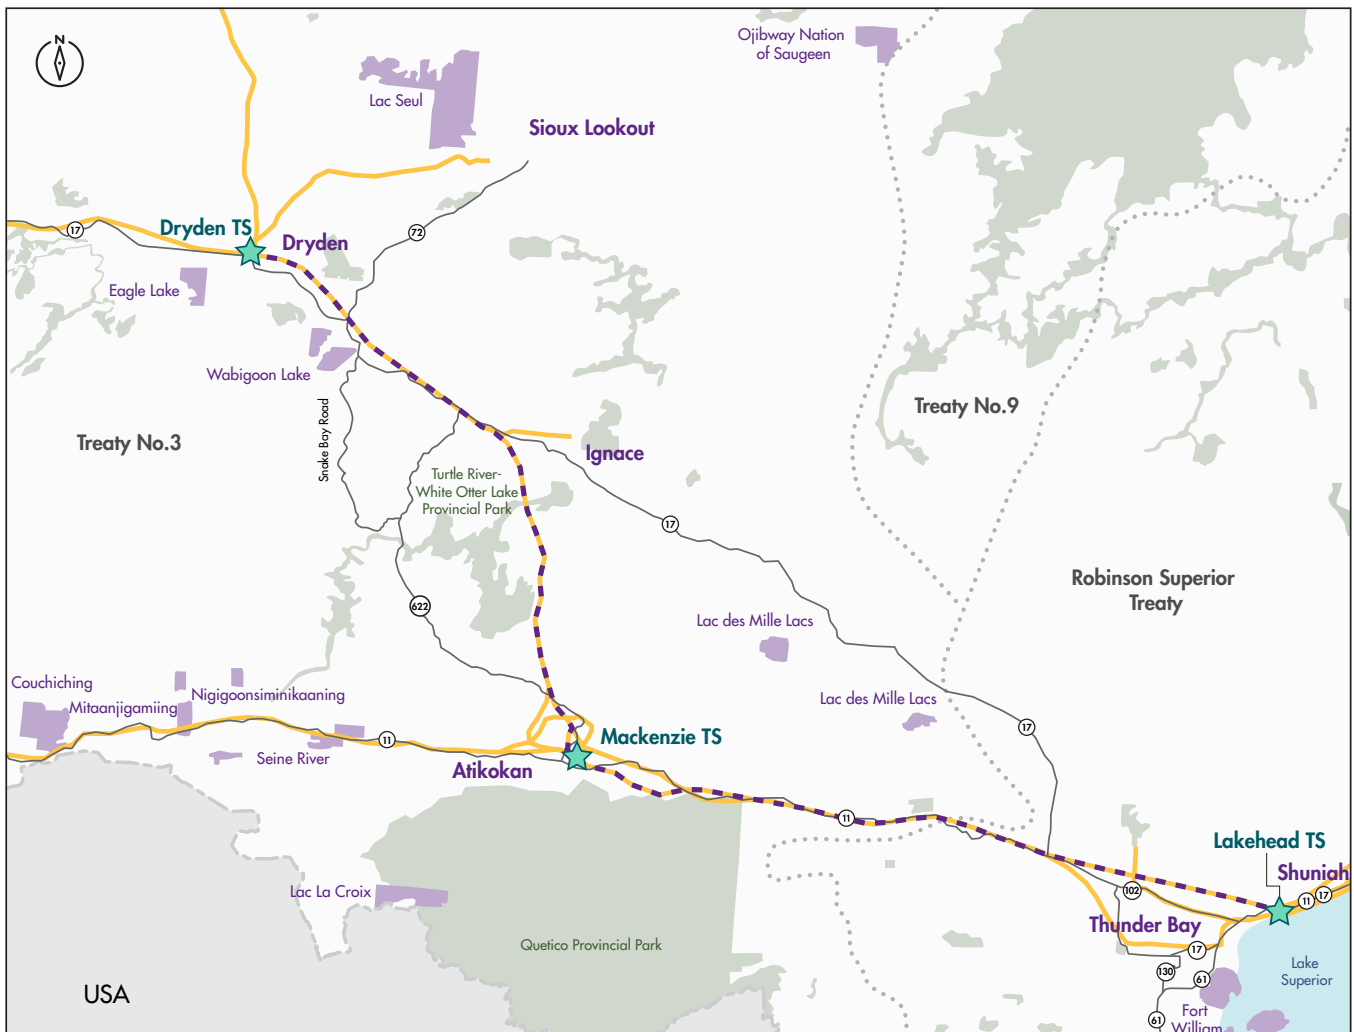 N
Ojibway Nation
of Saugeen
Lac Seul
Sioux Lookout
17
Dryden TS
Dryden
72
Eagle Lake
Wabigoon Lake
Treaty No.3
Snake Bay Road
Treaty No.9
Ignace
Turtle River-
White Otter Lake
Provincial Park
17
Robinson Superior
Treaty
622
Lac des Mille Lacs
Couchiching
Mitaanjigamiing
Nigigoonsiminikaaning
Lac des Mille Lacs
17
11
Seine River
Mackenzie TS
Atikokan
11
Lakehead TS
Shuniah
Lac La Croix
102
11
17
Thunder Bay
Quetico Provincial Park
17
130
61
Lake
Superior
USA
Fort
William
61